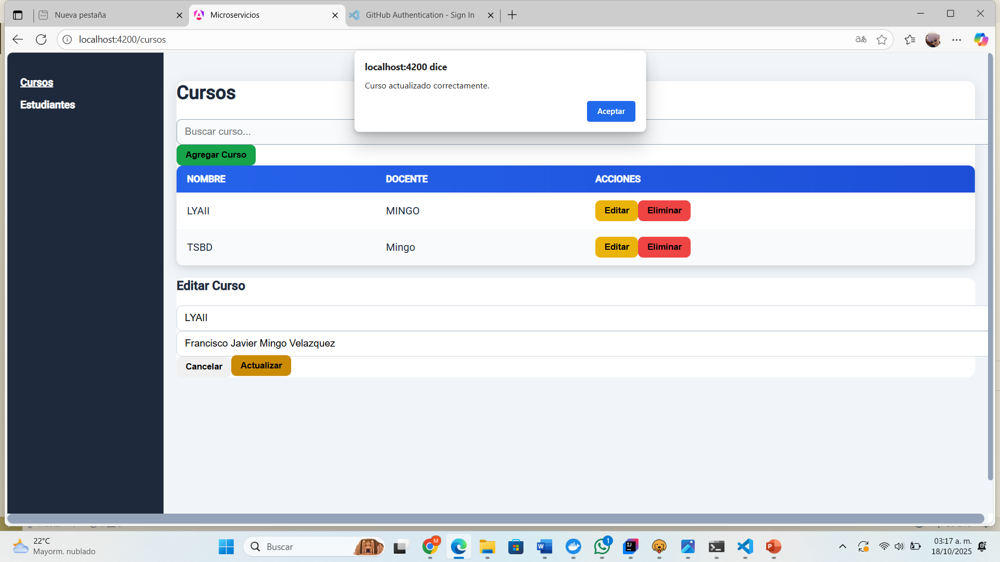 Nueva pestaña
Microservicios
GitHub Authentication - Sign In
localhost:4200/cursos
localhost:4200 dice
Curso actualizado correctamente.
Aceptar
Cursos
Estudiantes
Cursos
Buscar curso...
Agregar Curso
NOMBRE DOCENTE ACCIONES
LYAII MINGO Editar Eliminar
TSBD Mingo Editar Eliminar
Editar Curso
LYAII
Francisco Javier Mingo Velazquez
Cancelar Actualizar
22°C
Mayorm. nublado
Buscar
03:17 a. m.
18/10/2025